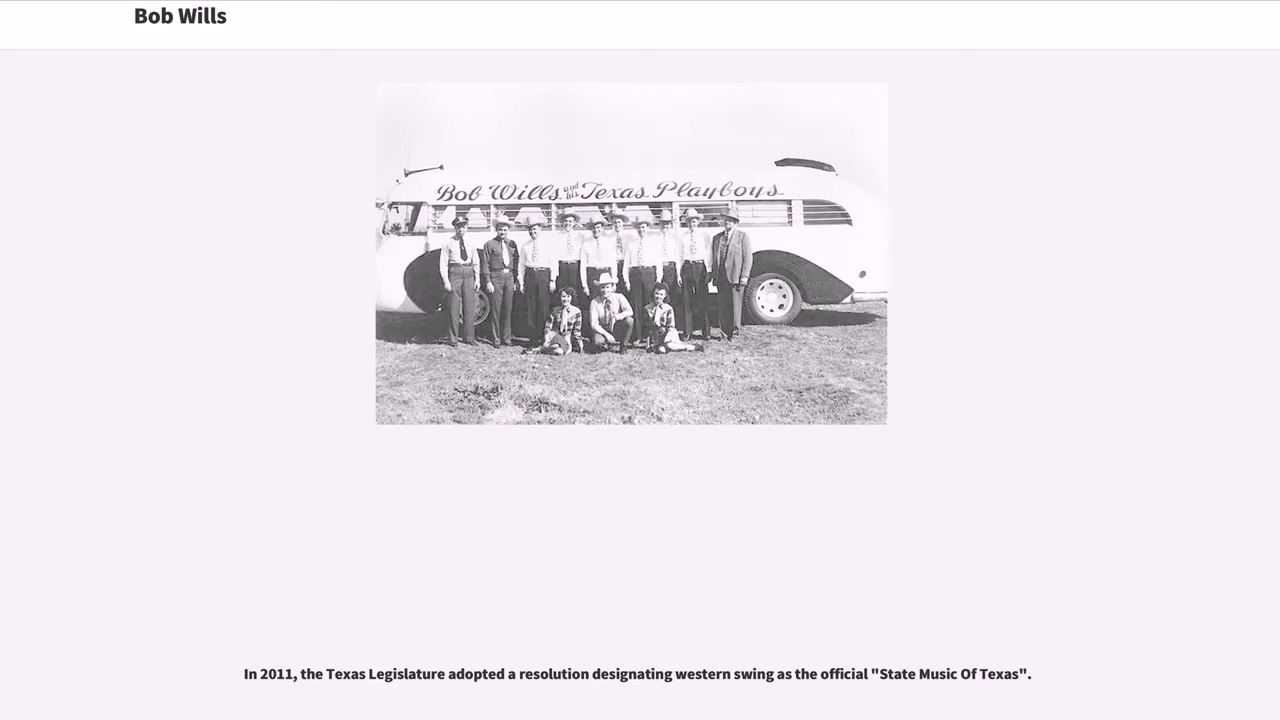 Bob Wills
Bob Wills and his Texas Playboys
In 2011, the Texas Legislature adopted a resolution designating western swing as the official "State Music Of Texas".